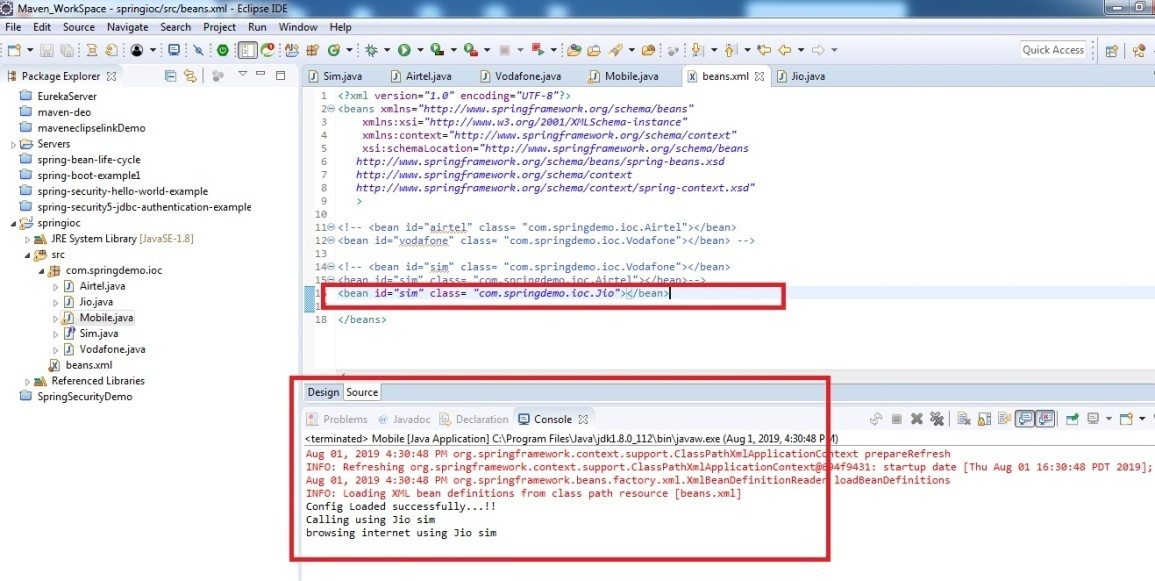 Maven_WorkSpace - springioc/src/beans.xml - Eclipse IDE
File Edit Source Navigate Search Project Run Window Help
Quick Access
Package Explorer
EurekaServer
maven-deo
maveneclipselinkDemo
Servers
spring-bean-life-cycle
spring-boot-example1
spring-security-hello-world-example
spring-security5-jdbc-authentication-example
springioc
JRE System Library [JavaSE-1.8]
src
com.springdemo.ioc
Airtel.java
Jio.java
Mobile.java
Sim.java
Vodafone.java
beans.xml
Referenced Libraries
SpringSecurityDemo
Sim.java Airtel.java Vodafone.java Mobile.java beans.xml Jio.java
1 <?xml version="1.0" encoding="UTF-8"?>
2 <beans xmlns="http://www.springframework.org/schema/beans"
3 xmlns:xsi="http://www.w3.org/2001/XMLSchema-instance"
4 xmlns:context="http://www.springframework.org/schema/context"
5 xsi:schemaLocation="http://www.springframework.org/schema/beans
6 http://www.springframework.org/schema/beans/spring-beans.xsd
7 http://www.springframework.org/schema/context
8 http://www.springframework.org/schema/context/spring-context.xsd"
9 >
10
11 <!-- <bean id="airtel" class= "com.springdemo.ioc.Airtel"></bean>
12 <bean id="vodafone" class= "com.springdemo.ioc.Vodafone"></bean> -->
13
14 <!-- <bean id="sim" class= "com.springdemo.ioc.Vodafone"></bean>
15 <bean id="sim" class= "com.springdemo.ioc.Airtel"></bean>-->
<bean id="sim" class= "com.springdemo.ioc.Jio"></bean>
18 </beans>
Design Source
Problems Javadoc Declaration Console
<terminated> Mobile [Java Application] C:\Program Files\Java\jdk1.8.0_112\bin\javaw.exe (Aug 1, 2019, 4:30:48 PM)
Aug 01, 2019 4:30:48 PM org.springframework.context.support.ClassPathXmlApplicationContext prepareRefresh
INFO: Refreshing org.springframework.context.support.ClassPathXmlApplicationContext@694f9431: startup date [Thu Aug 01 16:30:48 PDT 2019];
Aug 01, 2019 4:30:48 PM org.springframework.beans.factory.xml.XmlBeanDefinitionReader loadBeanDefinitions
INFO: Loading XML bean definitions from class path resource [beans.xml]
Config Loaded successfully...!!
Calling using Jio sim
browsing internet using Jio sim